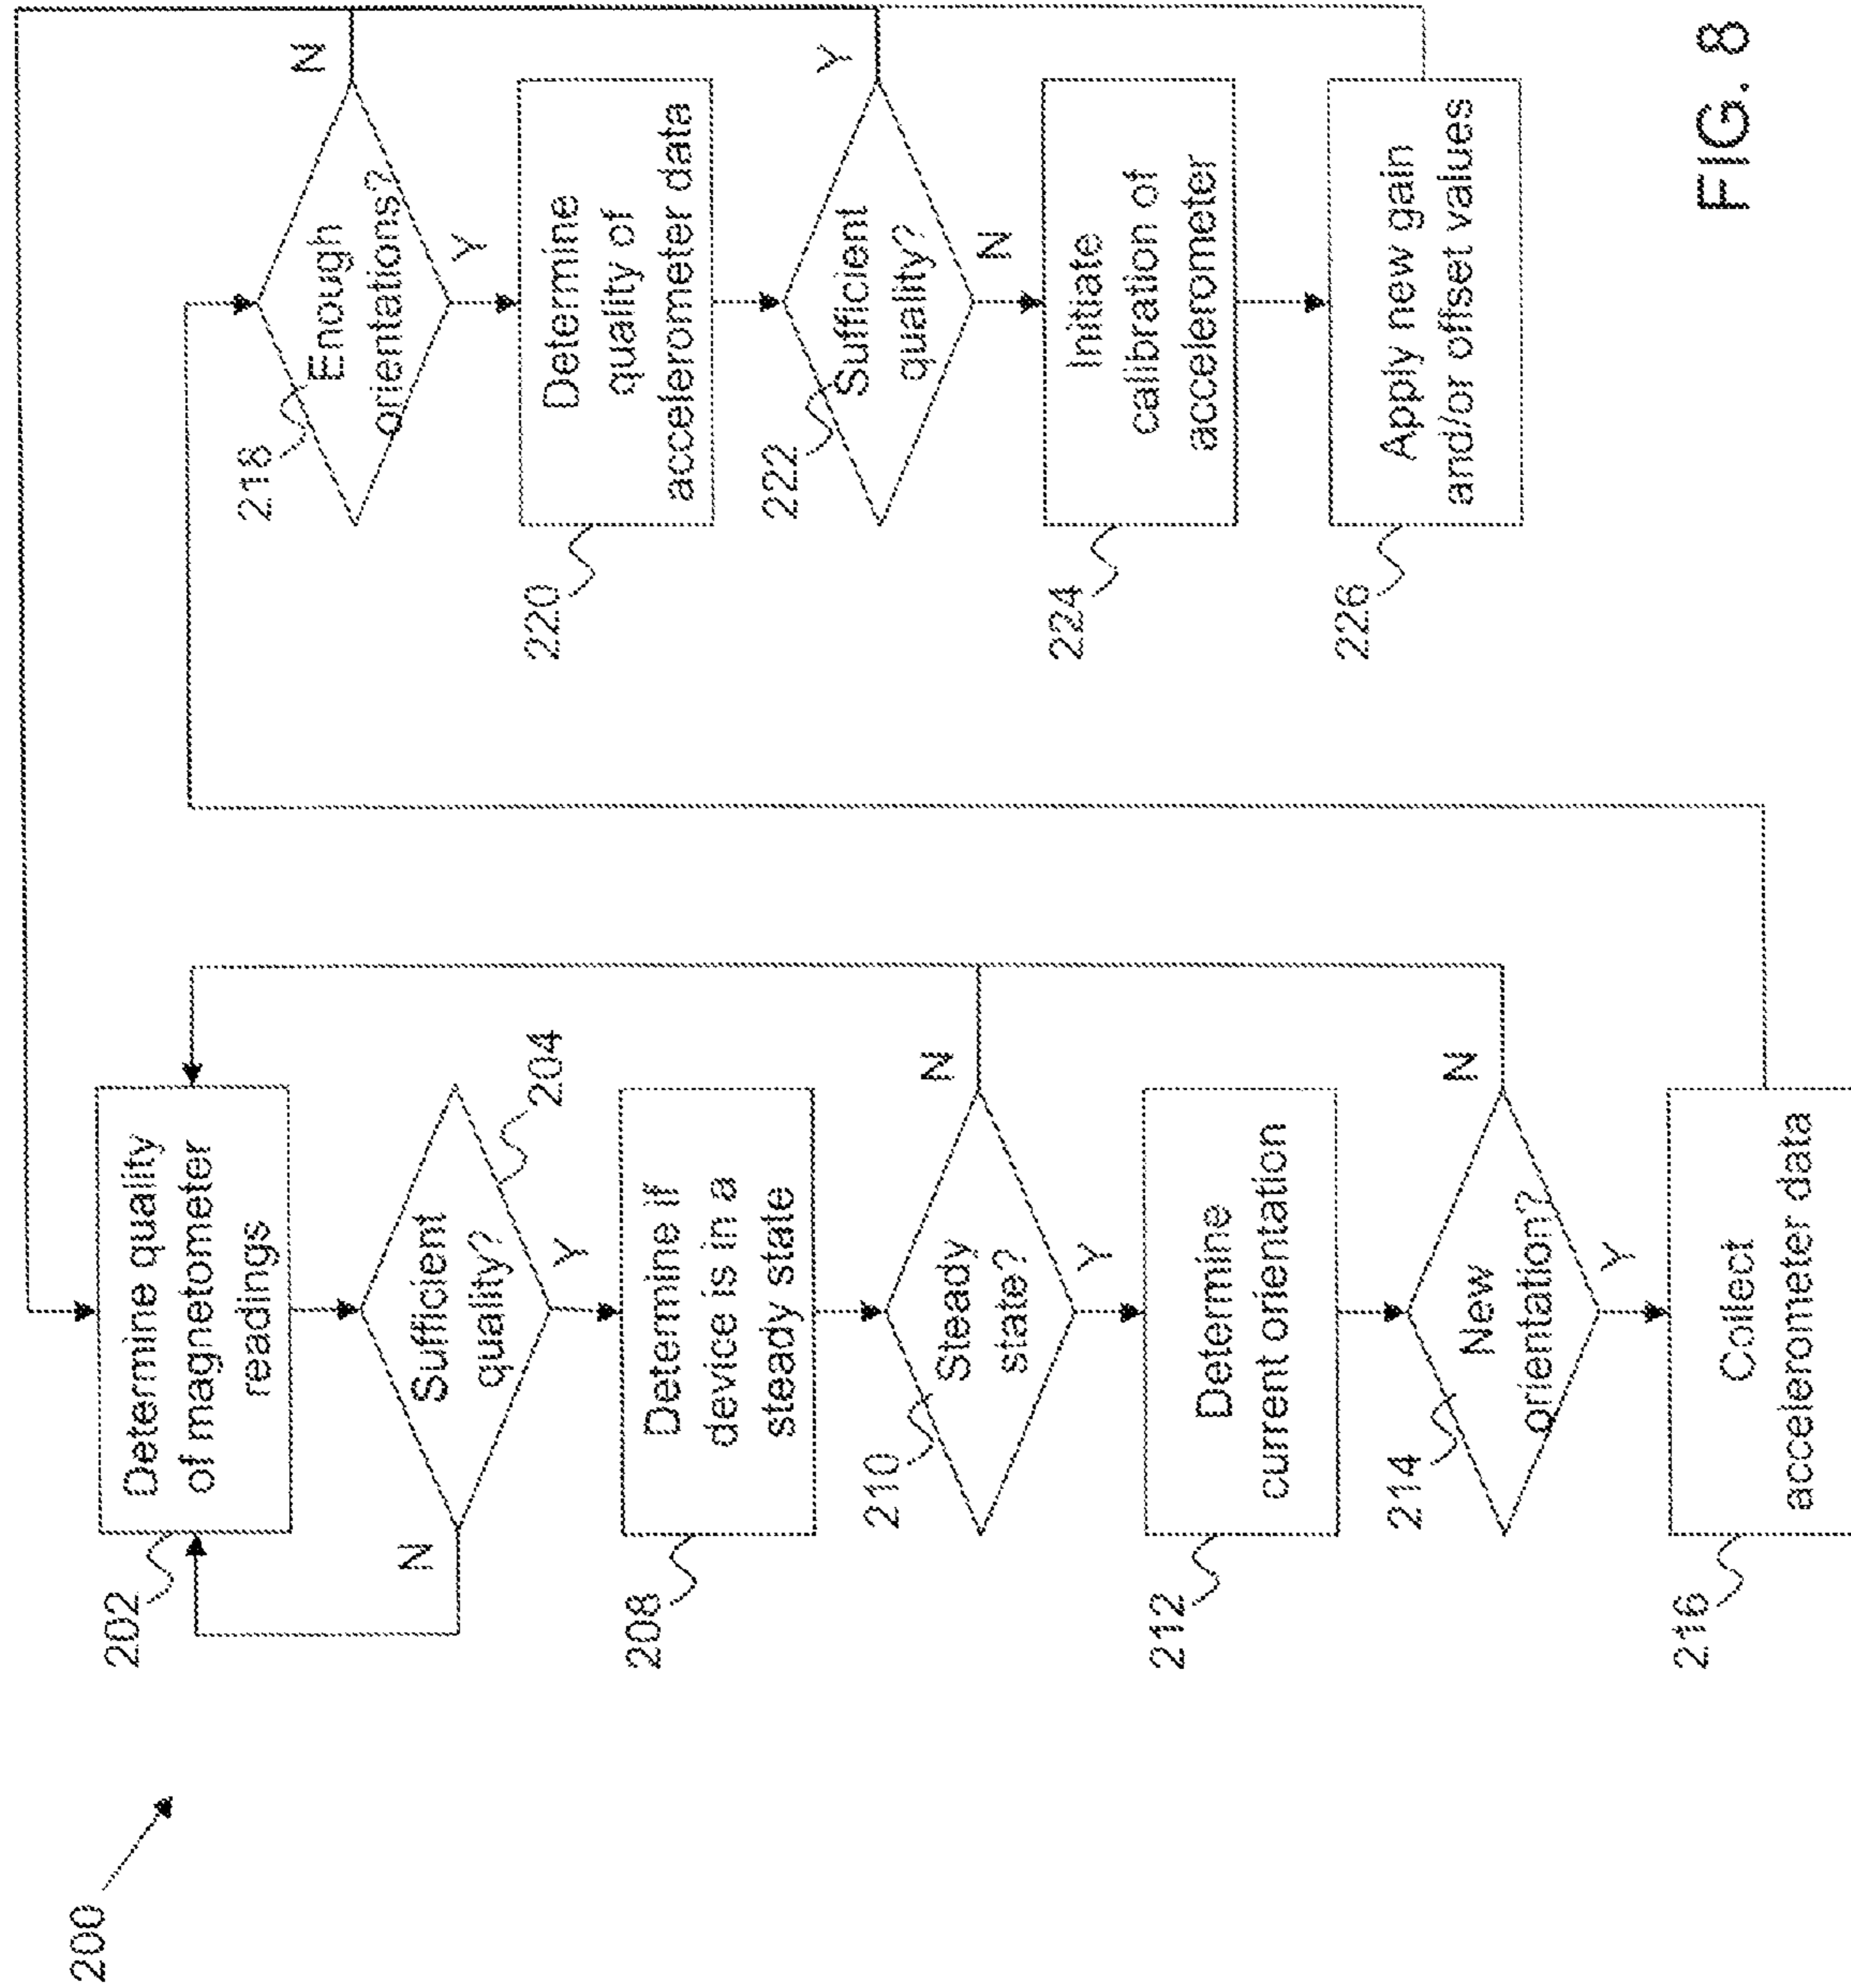 200
202
Determine quality
of magnetometer
readings
204
Sufficient
quality?
N
Y
208
Determine if
device is in a
steady state
210
Steady
state?
N
Y
212
Determine
current orientation
214
New
orientation?
N
Y
216
Collect
accelerometer data
218
Enough
orientations?
N
Y
220
Determine
quality of
accelerometer data
222
Sufficient
quality?
Y
N
224
Initiate
calibration of
accelerometer
226
Apply new gain
and/or offset values
FIG. 8